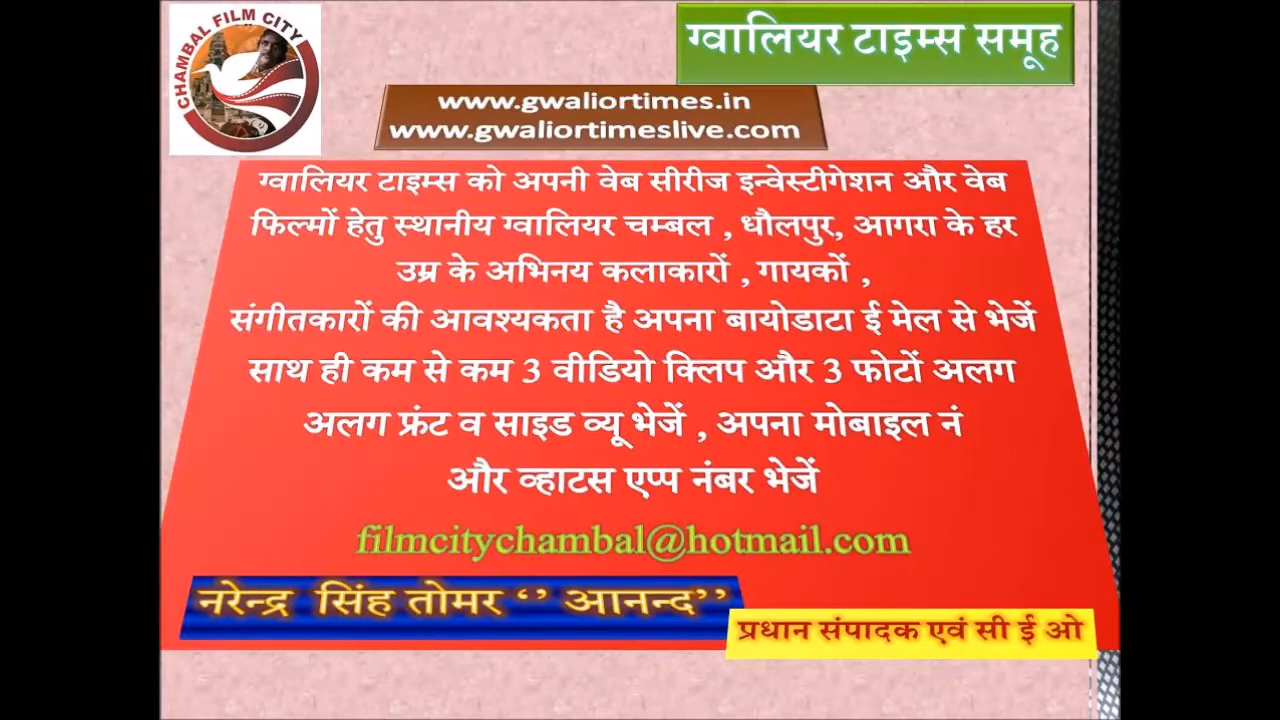 CHAMBAL FILM CITY
ग्वालियर टाइम्स समूह
www.gwaliortimes.in
www.gwaliortimeslive.com
ग्वालियर टाइम्स को अपनी वेब सीरीज इन्वेस्टीगेशन और वेब
फिल्मों हेतु स्थानीय ग्वालियर चम्बल , धौलपुर, आगरा के हर
उम्र के अभिनय कलाकारों , गायकों ,
संगीतकारों की आवश्यकता है अपना बायोडाटा ई मेल से भेजें
साथ ही कम से कम 3 वीडियो क्लिप और 3 फोटों अलग
अलग फ्रंट व साइड व्यू भेजें , अपना मोबाइल नं
और व्हाटस एप्प नंबर भेजें
filmcitychambal@hotmail.com
नरेन्द्र सिंह तोमर ‘’ आनन्द’’
प्रधान संपादक एवं सी ई ओ